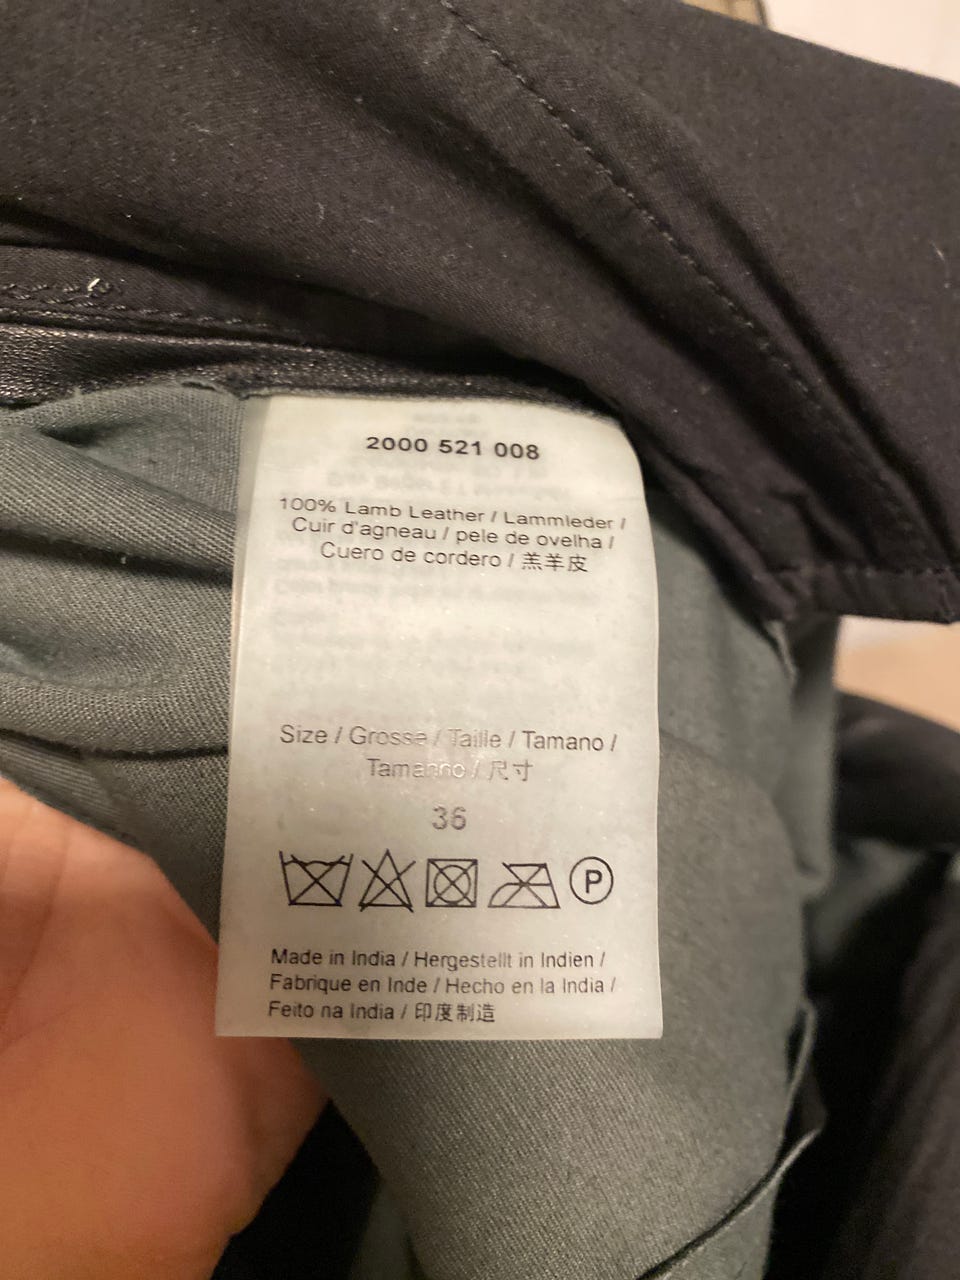 2000 521 008
100% Lamb Leather / Lammleder /
Cuir d'agneau / pele de ovelha /
Cuero de cordero / 羔羊皮
Size / Grosse / Taille / Tamano /
Tamanho / 尺寸
36
P
Made in India / Hergestellt in Indien /
Fabrique en Inde / Hecho en la India /
Feito na India / 印度制造